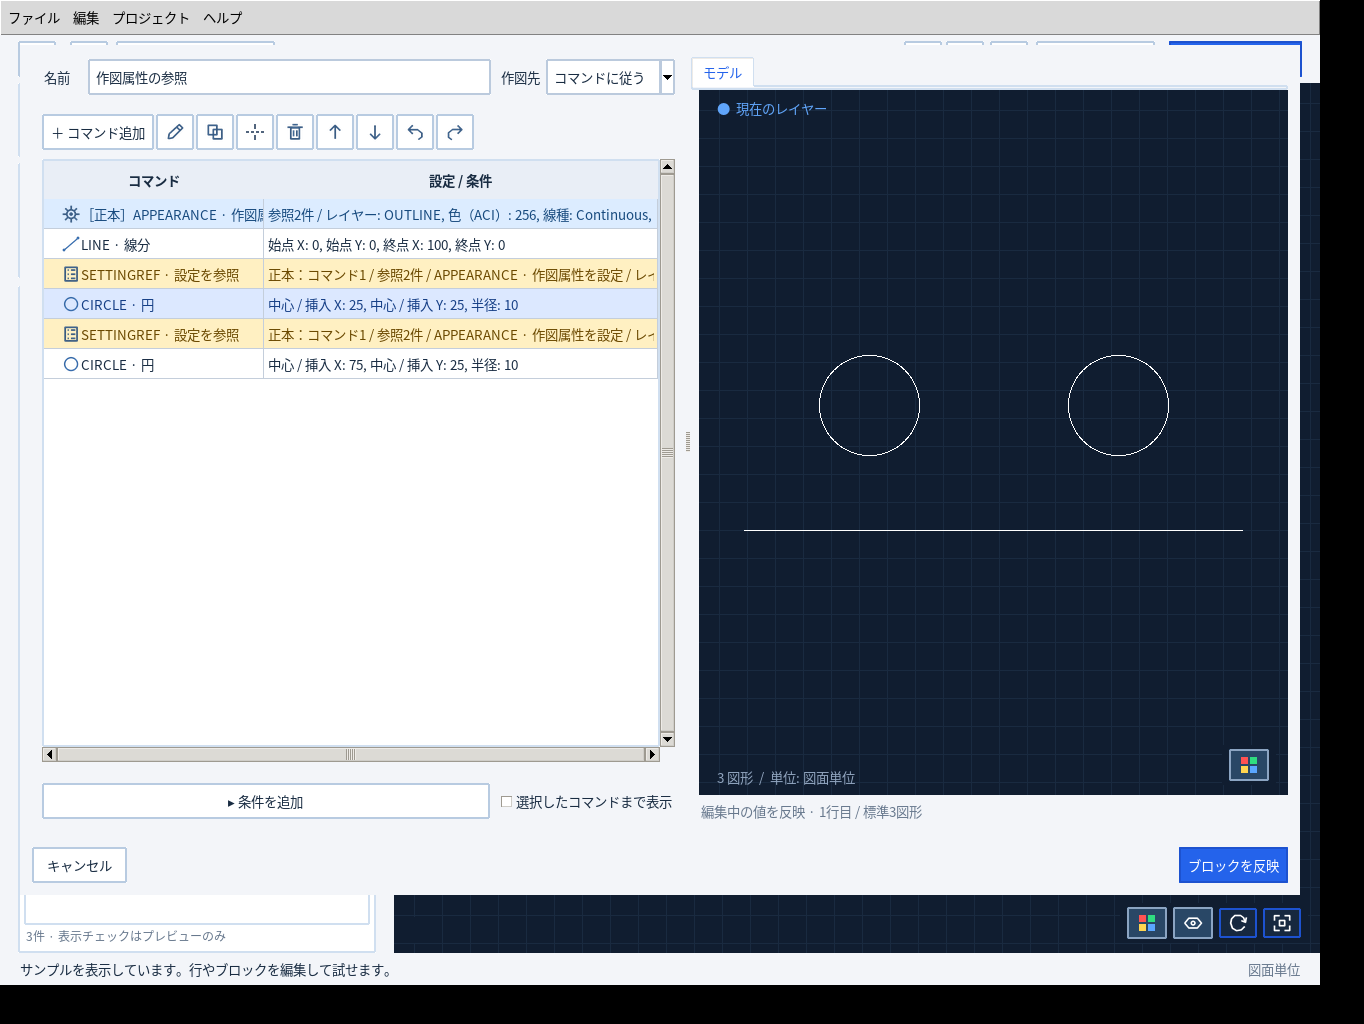 ファイル 編集 プロジェクト ヘルプ
名前 作図属性の参照 作図先 コマンドに従う
モデル
現在のレイヤー
＋コマンド追加
コマンド 設定 / 条件
［正本］APPEARANCE · 作図 参照2件 / レイヤー: OUTLINE, 色（ACI）: 256, 線種: Continuous,
LINE · 線分 始点 X: 0, 始点 Y: 0, 終点 X: 100, 終点 Y: 0
SETTINGREF · 設定を参照 正本：コマンド1 / 参照2件 / APPEARANCE · 作図属性を設定 / レイ
CIRCLE · 円 中心 / 挿入 X: 25, 中心 / 挿入 Y: 25, 半径: 10
SETTINGREF · 設定を参照 正本：コマンド1 / 参照2件 / APPEARANCE · 作図属性を設定 / レイ
CIRCLE · 円 中心 / 挿入 X: 75, 中心 / 挿入 Y: 25, 半径: 10
3 図形 / 単位: 図面単位
▸ 条件を追加 選択したコマンドまで表示
編集中の値を反映 · 1行目 / 標準3図形
キャンセル ブロックを反映
3件 · 表示チェックはプレビューのみ
サンプルを表示しています。行やブロックを編集して試せます。 図面単位